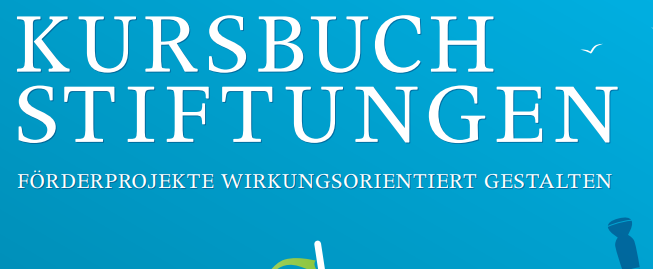 KURSBUCH
STIFTUNGEN
FÖRDERPROJEKTE WIRKUNGSORIENTIERT GESTALTEN